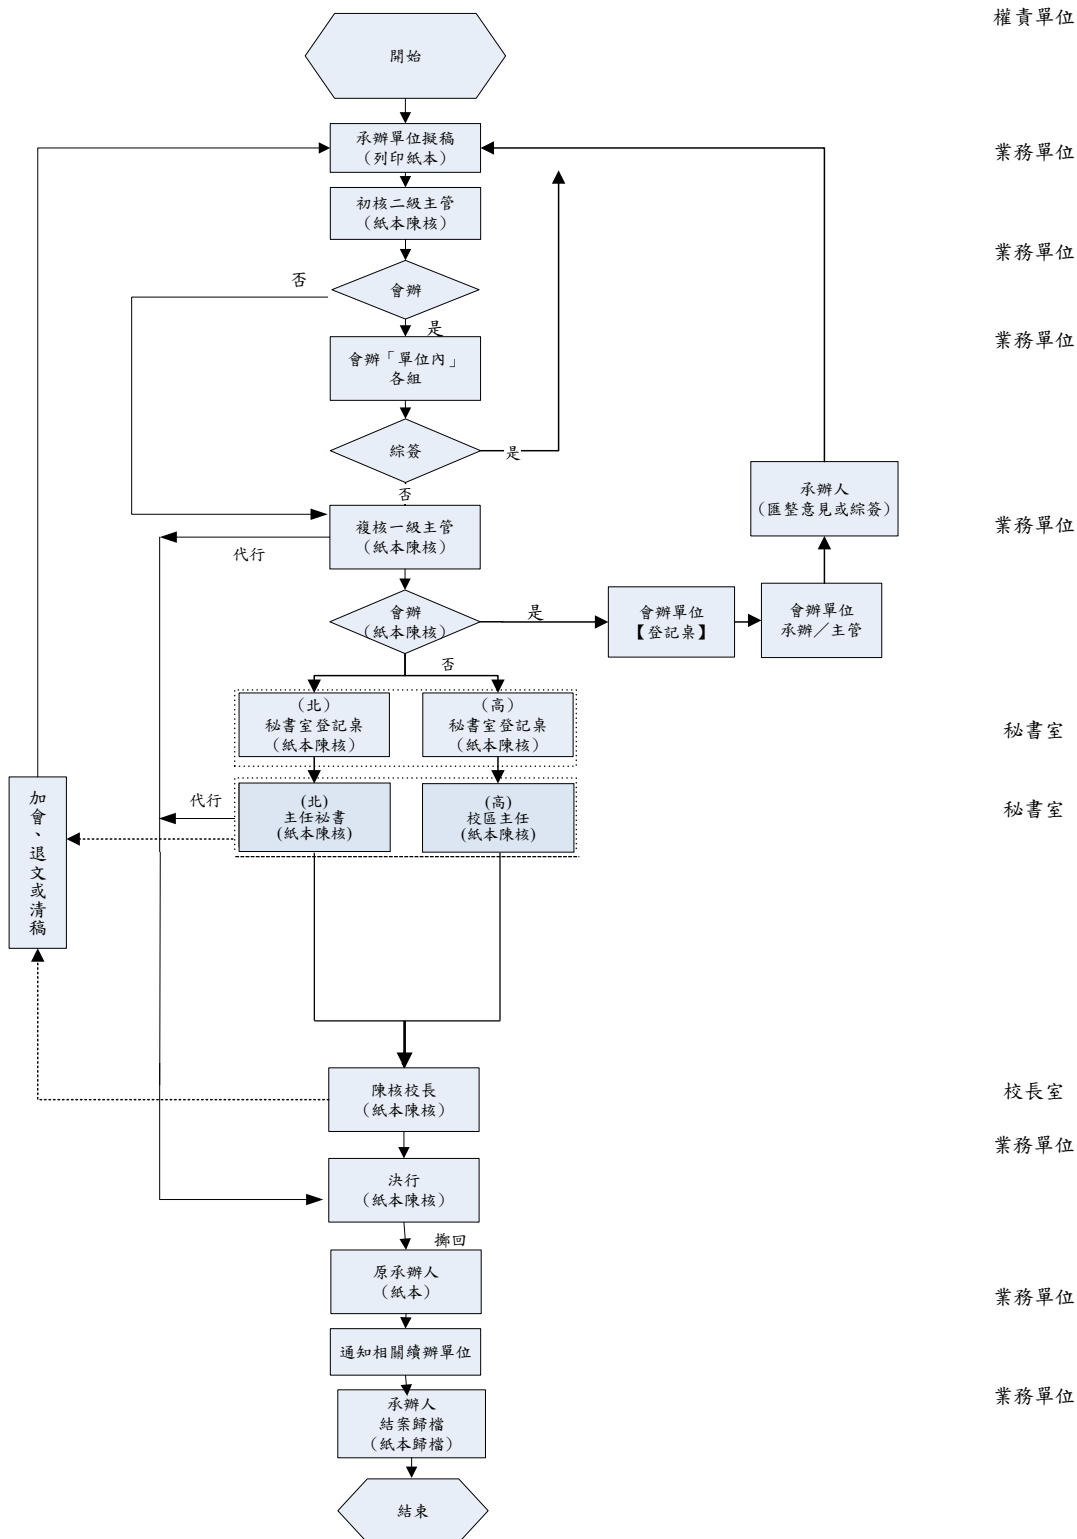 權責單位
開始
承辦單位擬稿
（列印紙本）
業務單位
初核二級主管
（紙本陳核）
業務單位
否
會辦
是
業務單位
會辦「單位內」
各組
綜簽
是
否
承辦人
（匯整意見或綜簽）
複核一級主管
（紙本陳核）
業務單位
代行
會辦
（紙本陳核）
是
會辦單位
【登記桌】
會辦單位
承辦／主管
否
（北）
秘書室登記桌
（紙本陳核）
（高）
秘書室登記桌
（紙本陳核）
秘書室
加會、退文或清稿
代行
(北)
主任祕書
(紙本陳核)
(高)
校區主任
(紙本陳核)
秘書室
陳核校長
（紙本陳核）
校長室
業務單位
決行
（紙本陳核）
擲回
原承辦人
（紙本）
業務單位
通知相關續辦單位
承辦人
結案歸檔
（紙本歸檔）
業務單位
結束